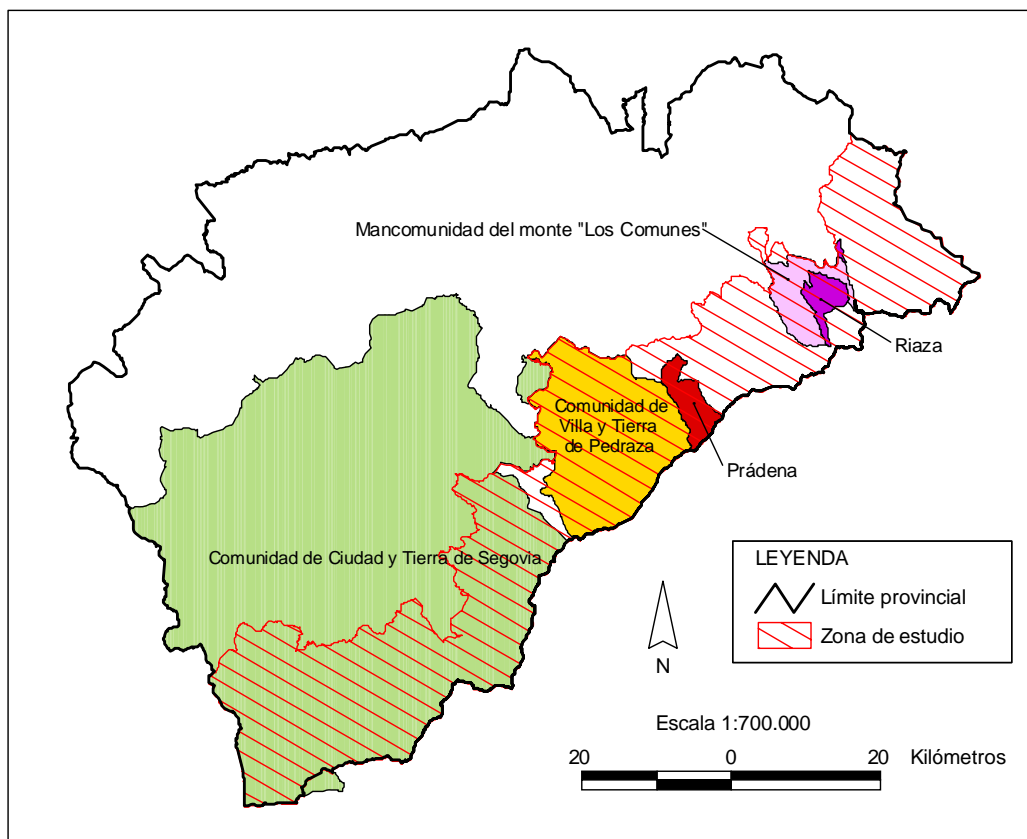 Mancomunidad del monte "Los Comunes"
Riaza
Comunidad de
Villa y Tierra
de Pedraza
Prádena
Comunidad de Ciudad y Tierra de Segovia
LEYENDA
Límite provincial
Zona de estudio
N
Escala 1:700.000
20 0 20 Kilómetros